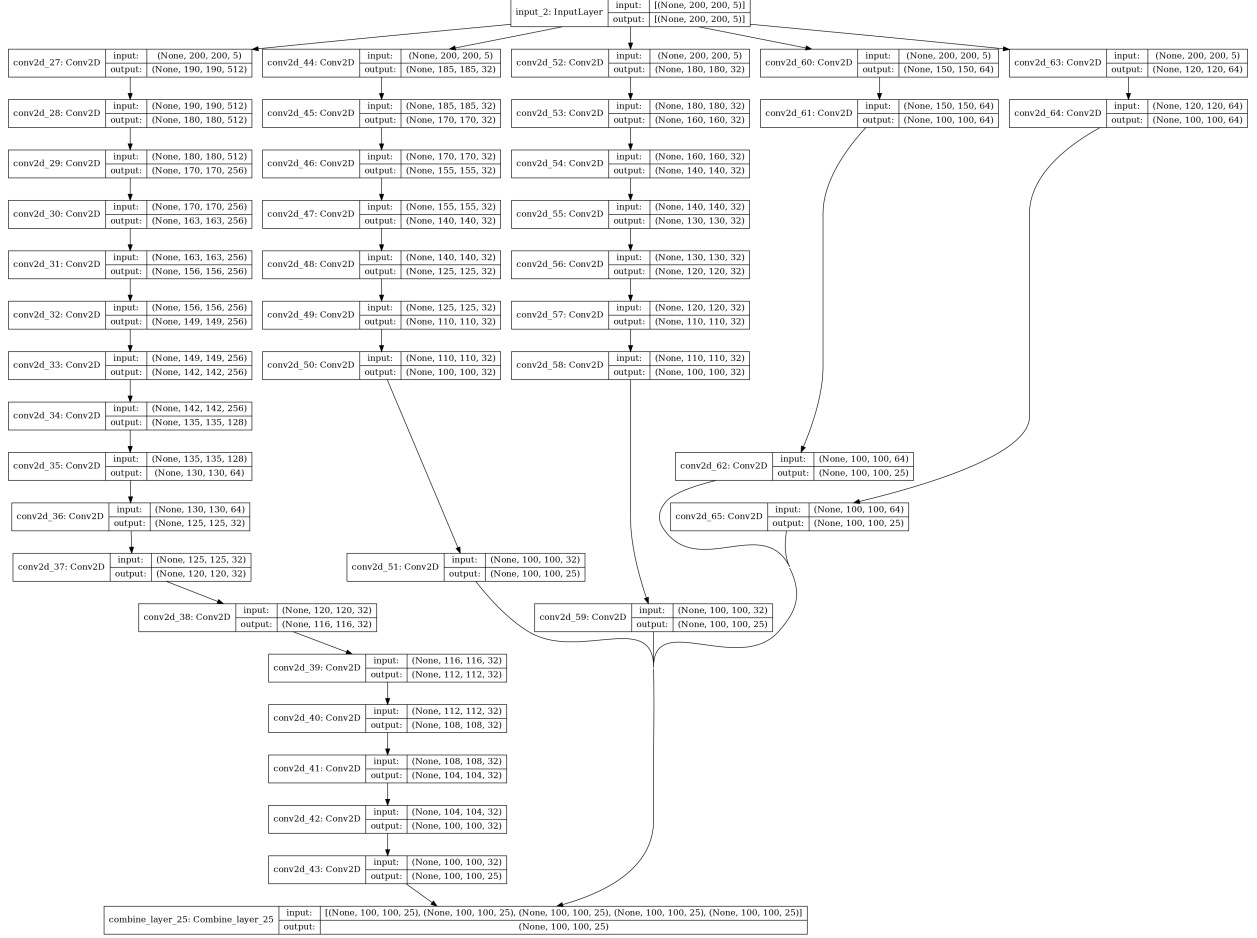 input_2: InputLayer input: [(None, 200, 200, 5)]
output: [(None, 200, 200, 5)]
conv2d_27: Conv2D input: (None, 200, 200, 5)
output: (None, 190, 190, 512)
conv2d_44: Conv2D input: (None, 200, 200, 5)
output: (None, 185, 185, 32)
conv2d_52: Conv2D input: (None, 200, 200, 5)
output: (None, 180, 180, 32)
conv2d_60: Conv2D input: (None, 200, 200, 5)
output: (None, 150, 150, 64)
conv2d_63: Conv2D input: (None, 200, 200, 5)
output: (None, 120, 120, 64)
conv2d_28: Conv2D input: (None, 190, 190, 512)
output: (None, 180, 180, 512)
conv2d_45: Conv2D input: (None, 185, 185, 32)
output: (None, 170, 170, 32)
conv2d_53: Conv2D input: (None, 180, 180, 32)
output: (None, 160, 160, 32)
conv2d_61: Conv2D input: (None, 150, 150, 64)
output: (None, 100, 100, 64)
conv2d_64: Conv2D input: (None, 120, 120, 64)
output: (None, 100, 100, 64)
conv2d_29: Conv2D input: (None, 180, 180, 512)
output: (None, 170, 170, 256)
conv2d_46: Conv2D input: (None, 170, 170, 32)
output: (None, 155, 155, 32)
conv2d_54: Conv2D input: (None, 160, 160, 32)
output: (None, 140, 140, 32)
conv2d_30: Conv2D input: (None, 170, 170, 256)
output: (None, 163, 163, 256)
conv2d_47: Conv2D input: (None, 155, 155, 32)
output: (None, 140, 140, 32)
conv2d_55: Conv2D input: (None, 140, 140, 32)
output: (None, 130, 130, 32)
conv2d_31: Conv2D input: (None, 163, 163, 256)
output: (None, 156, 156, 256)
conv2d_48: Conv2D input: (None, 140, 140, 32)
output: (None, 125, 125, 32)
conv2d_56: Conv2D input: (None, 130, 130, 32)
output: (None, 120, 120, 32)
conv2d_32: Conv2D input: (None, 156, 156, 256)
output: (None, 149, 149, 256)
conv2d_49: Conv2D input: (None, 125, 125, 32)
output: (None, 110, 110, 32)
conv2d_57: Conv2D input: (None, 120, 120, 32)
output: (None, 110, 110, 32)
conv2d_33: Conv2D input: (None, 149, 149, 256)
output: (None, 142, 142, 256)
conv2d_50: Conv2D input: (None, 110, 110, 32)
output: (None, 100, 100, 32)
conv2d_58: Conv2D input: (None, 110, 110, 32)
output: (None, 100, 100, 32)
conv2d_34: Conv2D input: (None, 142, 142, 256)
output: (None, 135, 135, 128)
conv2d_35: Conv2D input: (None, 135, 135, 128)
output: (None, 130, 130, 64)
conv2d_62: Conv2D input: (None, 100, 100, 64)
output: (None, 100, 100, 25)
conv2d_36: Conv2D input: (None, 130, 130, 64)
output: (None, 125, 125, 32)
conv2d_65: Conv2D input: (None, 100, 100, 64)
output: (None, 100, 100, 25)
conv2d_37: Conv2D input: (None, 125, 125, 32)
output: (None, 120, 120, 32)
conv2d_51: Conv2D input: (None, 100, 100, 32)
output: (None, 100, 100, 25)
conv2d_38: Conv2D input: (None, 120, 120, 32)
output: (None, 116, 116, 32)
conv2d_59: Conv2D input: (None, 100, 100, 32)
output: (None, 100, 100, 25)
conv2d_39: Conv2D input: (None, 116, 116, 32)
output: (None, 112, 112, 32)
conv2d_40: Conv2D input: (None, 112, 112, 32)
output: (None, 108, 108, 32)
conv2d_41: Conv2D input: (None, 108, 108, 32)
output: (None, 104, 104, 32)
conv2d_42: Conv2D input: (None, 104, 104, 32)
output: (None, 100, 100, 32)
conv2d_43: Conv2D input: (None, 100, 100, 32)
output: (None, 100, 100, 25)
combine_layer_25: Combine_layer_25 input: [(None, 100, 100, 25), (None, 100, 100, 25), (None, 100, 100, 25), (None, 100, 100, 25), (None, 100, 100, 25)]
output: (None, 100, 100, 25)